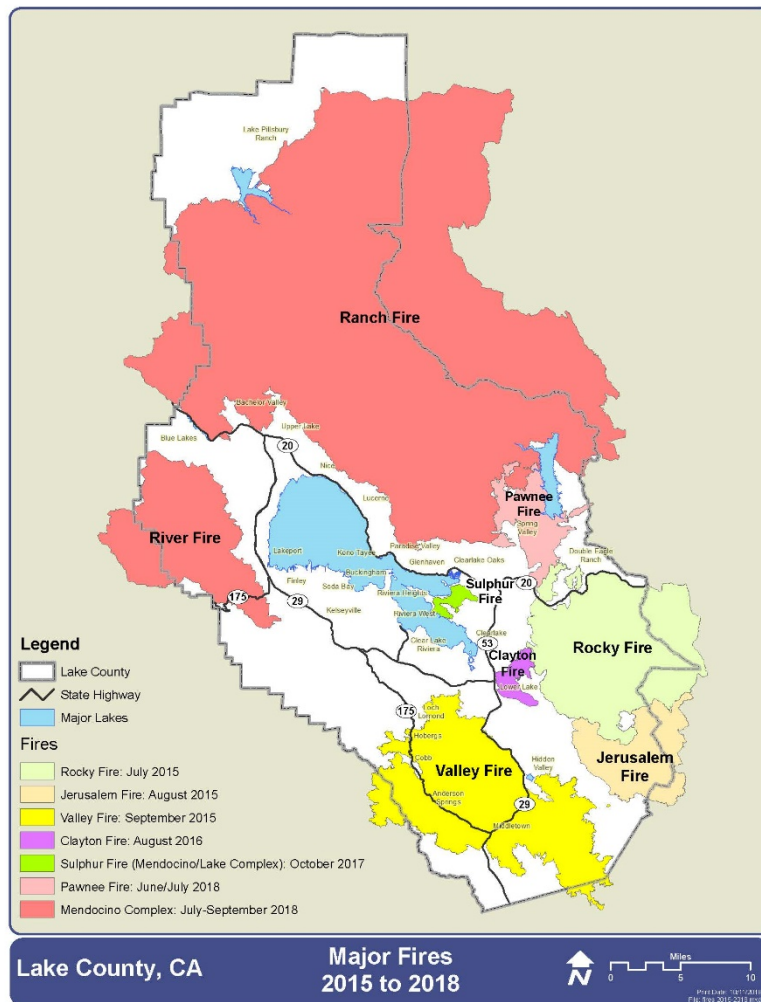 Lake Pillsbury
Ranch
Ranch Fire
Bachelor Valley
Upper Lake
Blue Lakes
20
Nice
Lucerne
Pawnee
Fire
Spring
Valley
River Fire
Paradise Valley
Double Eagle
Ranch
Lakeport
Kono Tayee
Glenhaven
Clearlake Oaks
Buckingham
Sulphur
Fire
20
175
Finley
29
Soda Bay
Riviera Heights
Kelseyville
Riviera West
Clear Lake
Riviera
Clearlake
53
Rocky Fire
Clayton
Fire
Lower Lake
175
Loch
Lomond
Hobergs
Cobb
Valley Fire
Hidden
Valley
Jerusalem
Fire
Anderson
Springs
29
Middletown
Legend
Lake County
State Highway
Major Lakes
Fires
Rocky Fire: July 2015
Jerusalem Fire: August 2015
Valley Fire: September 2015
Clayton Fire: August 2016
Sulphur Fire (Mendocino/Lake Complex): October 2017
Pawnee Fire: June/July 2018
Mendocino Complex: July-September 2018
Lake County, CA
Major Fires
2015 to 2018
N
Miles
0 5 10